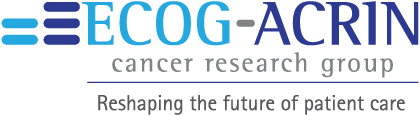 ECOG-ACRIN
cancer research group
Reshaping the future of patient care